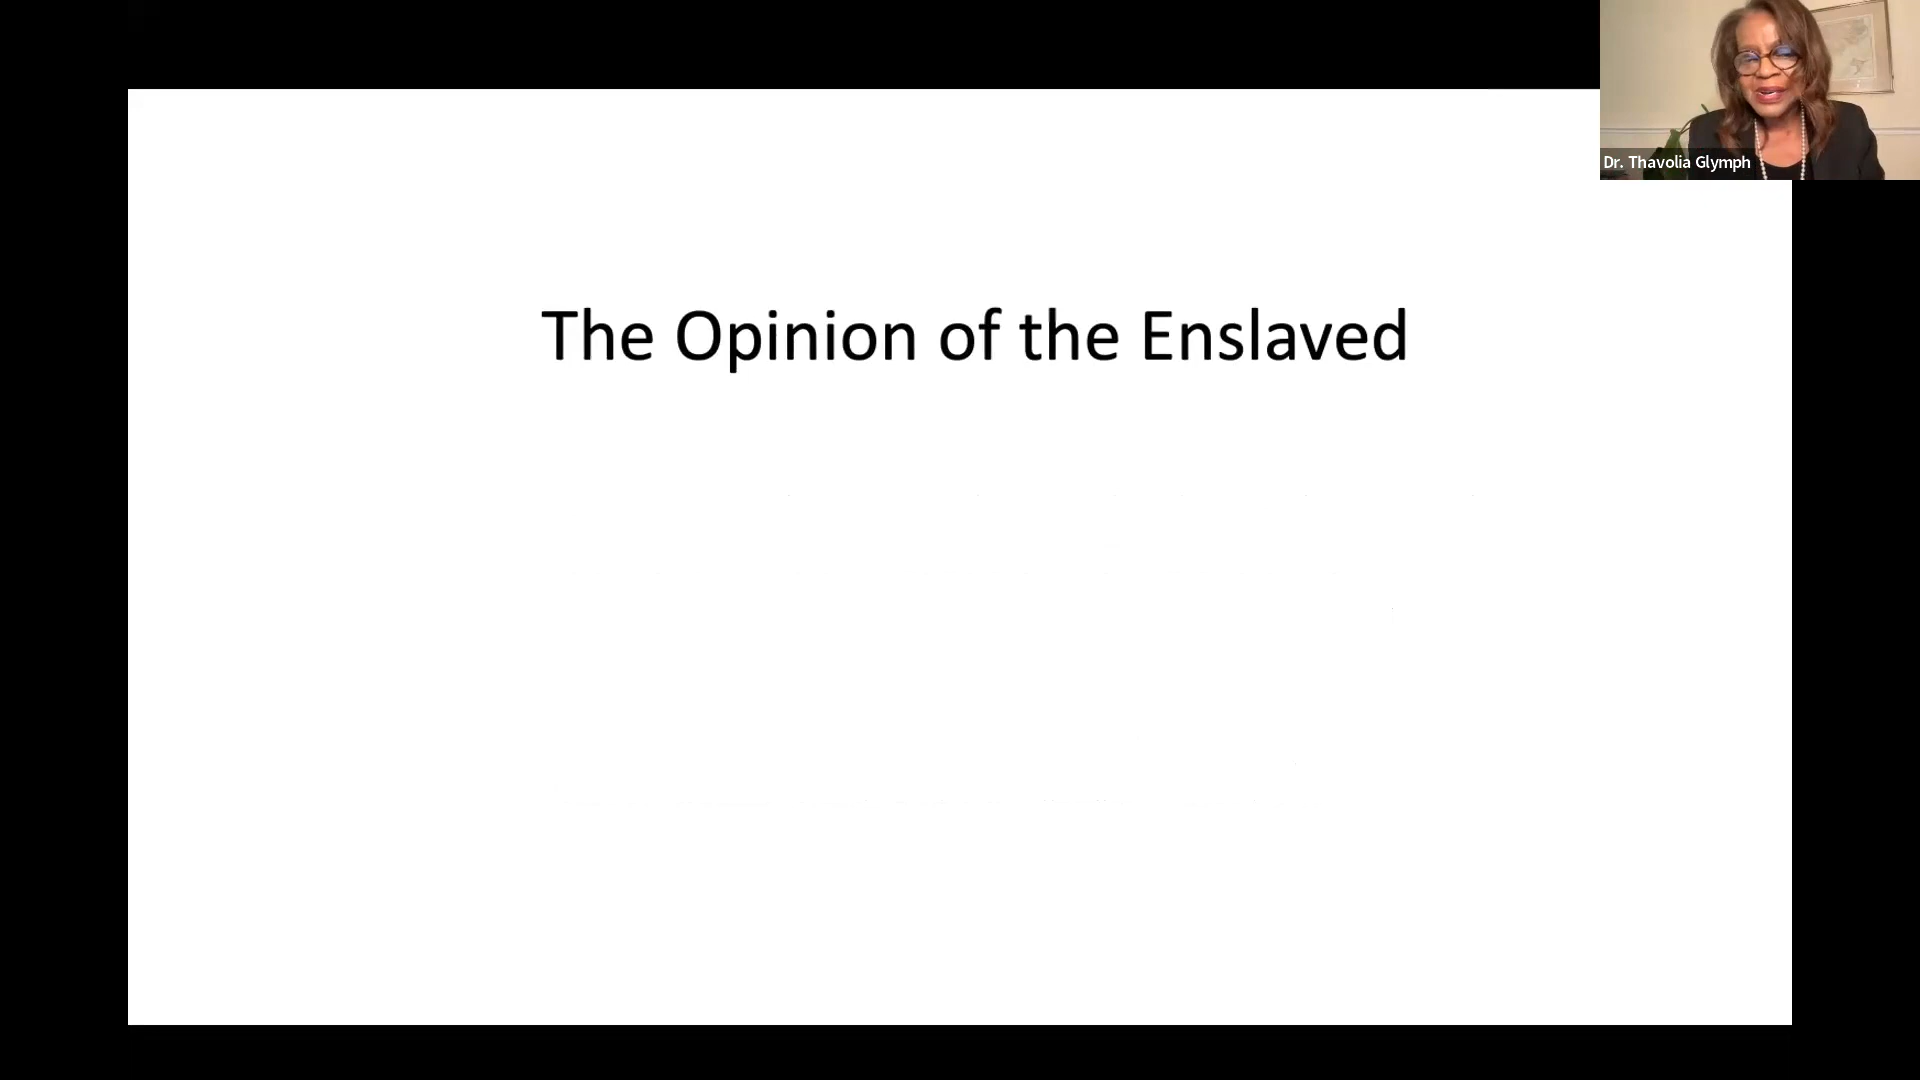 Dr. Thavolia Glymph
The Opinion of the Enslaved